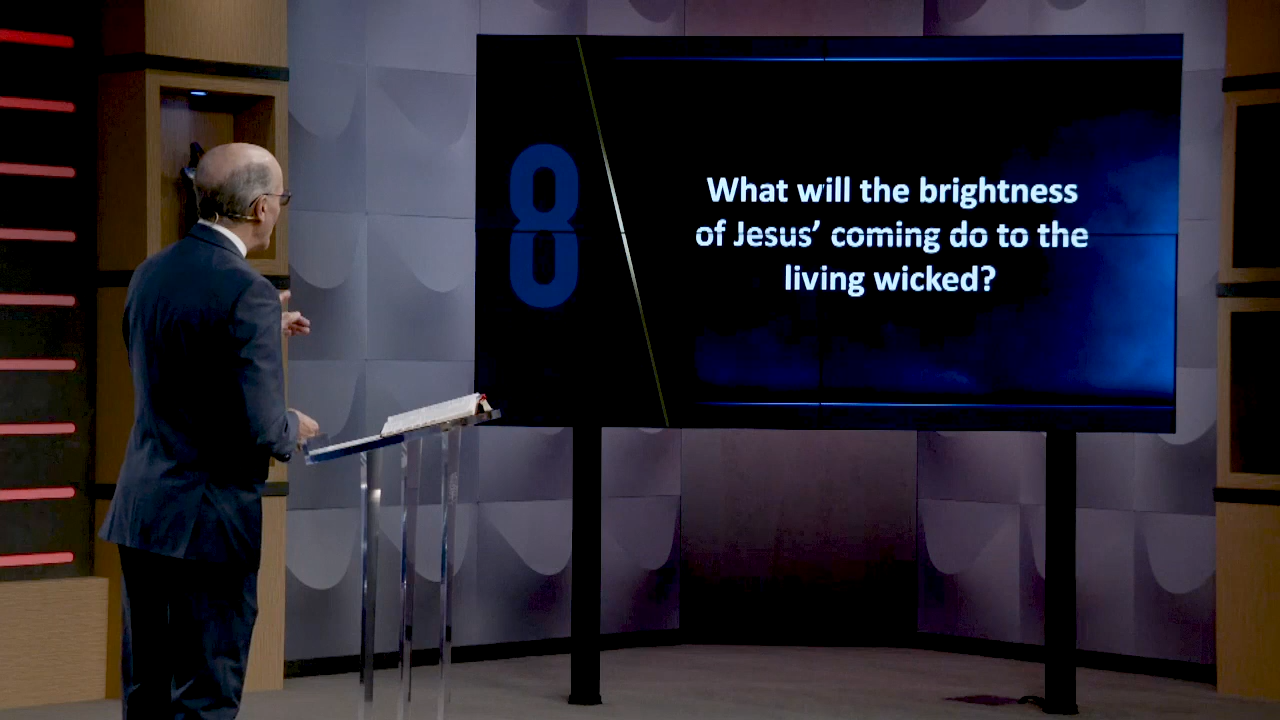 8
What will the brightness
of Jesus’ coming do to the
living wicked?